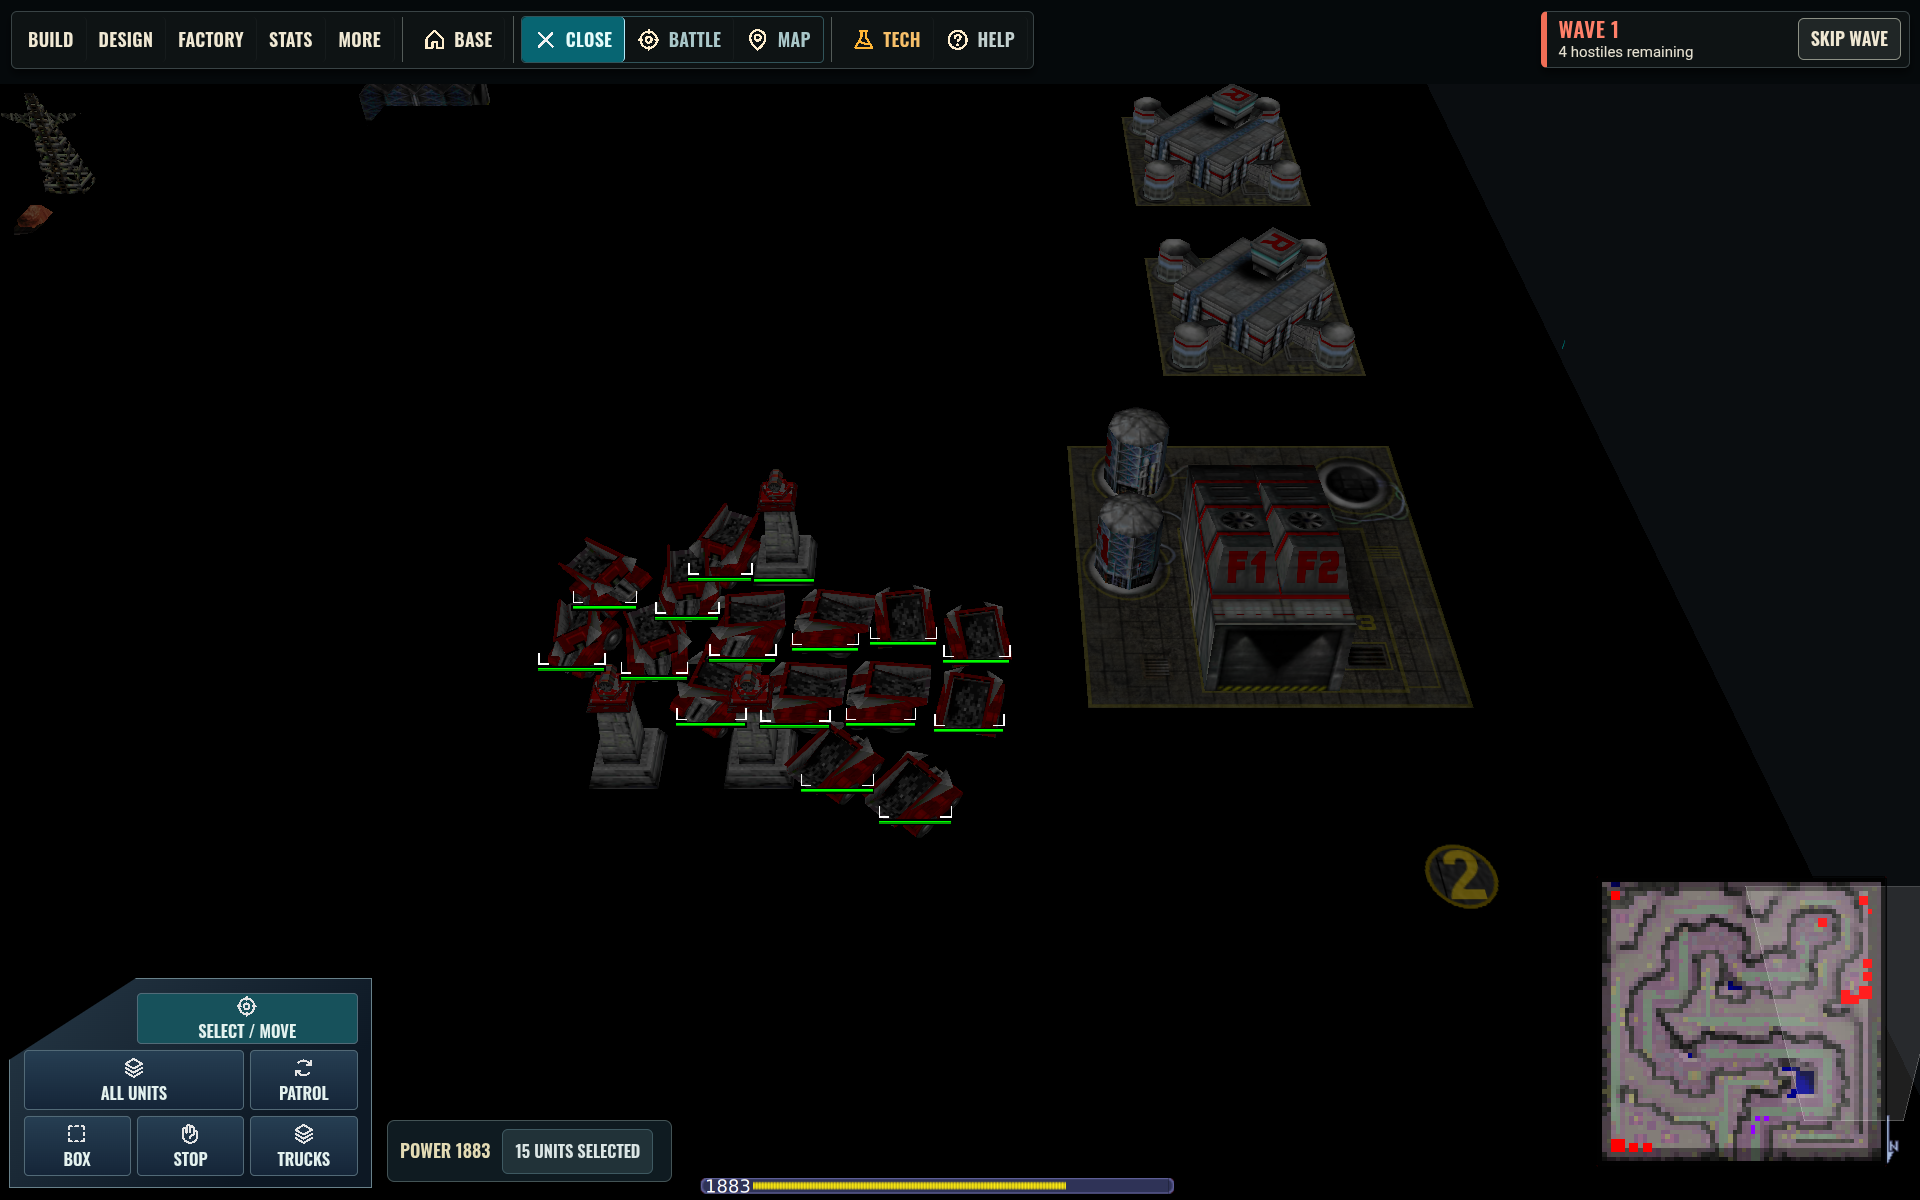 BUILD DESIGN FACTORY STATS MORE BASE CLOSE BATTLE MAP TECH HELP
WAVE 1
4 hostiles remaining
SKIP WAVE
R
R
F1 F2
3
2
SELECT / MOVE
ALL UNITS PATROL
BOX STOP TRUCKS
POWER 1883 15 UNITS SELECTED
1883
N